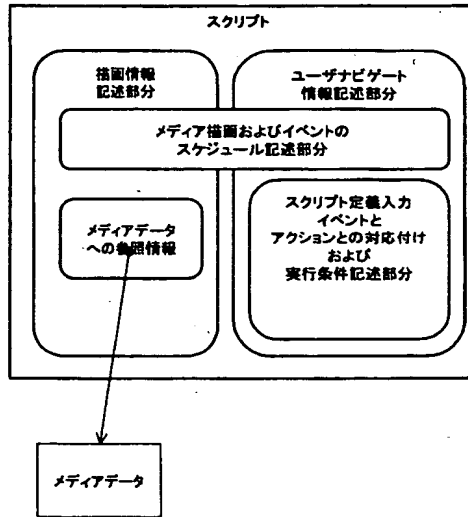 スクリプト
描画情報
記述部分
ユーザナビゲート
情報記述部分
メディア描画およびイベントの
スケジュール記述部分
メディアデータ
への参照情報
スクリプト定義入力
イベントと
アクションとの対応付け
および
実行条件記述部分
メディアデータ